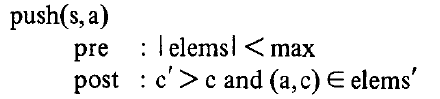 push(s,a)
pre : |elems| < max
post : c′ > c and (a,c) ∈ elems′